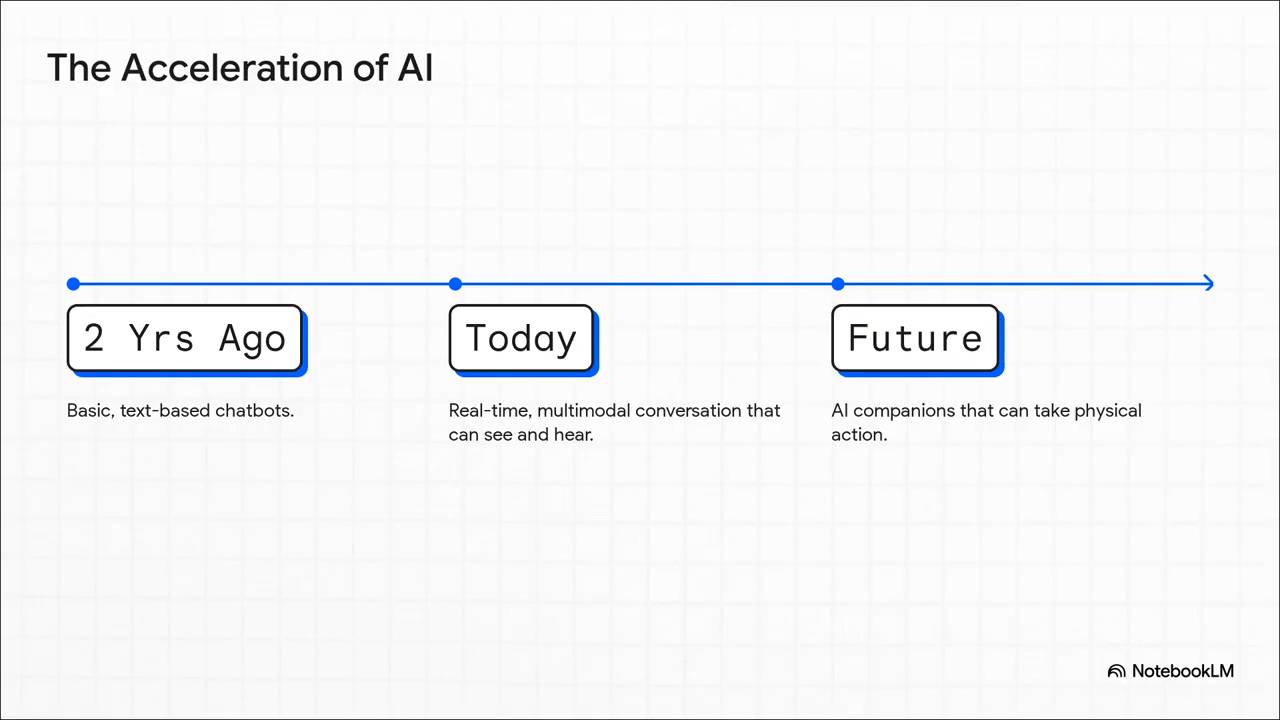 The Acceleration of AI
2 Yrs Ago
Basic, text-based chatbots.
Today
Real-time, multimodal conversation that
can see and hear.
Future
AI companions that can take physical
action.
NotebookLM